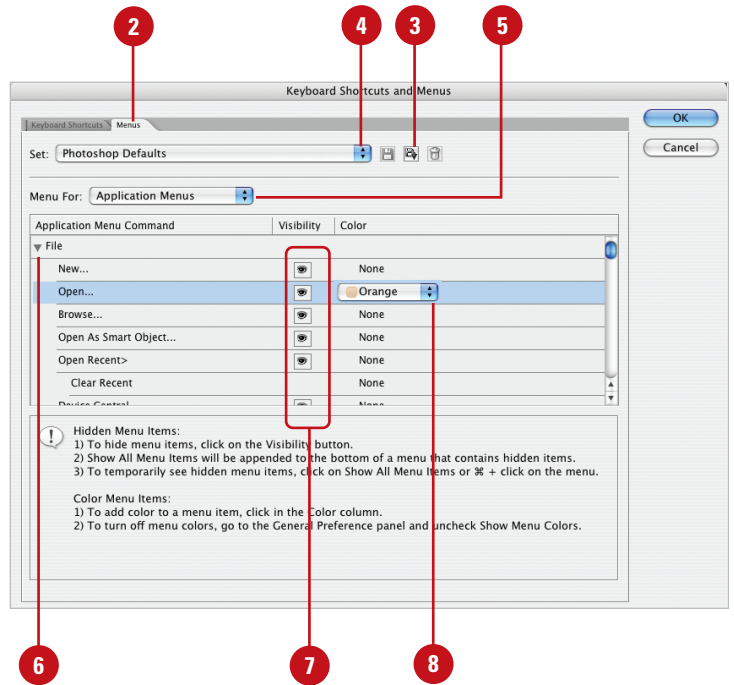 2
4
3
5
Keyboard Shortcuts and Menus
Keyboard Shortcuts
Menus
OK
Set: Photoshop Defaults
Cancel
Menu For: Application Menus
Application Menu Command Visibility Color
File
New... None
Open... Orange
Browse... None
Open As Smart Object... None
Open Recent> None
Clear Recent None
Device Central... None
Hidden Menu Items:
1) To hide menu items, click on the Visibility button.
2) Show All Menu Items will be appended to the bottom of a menu that contains hidden items.
3) To temporarily see hidden menu items, click on Show All Menu Items or ⌘ + click on the menu.
Color Menu Items:
1) To add color to a menu item, click in the Color column.
2) To turn off menu colors, go to the General Preference panel and uncheck Show Menu Colors.
6
7
8